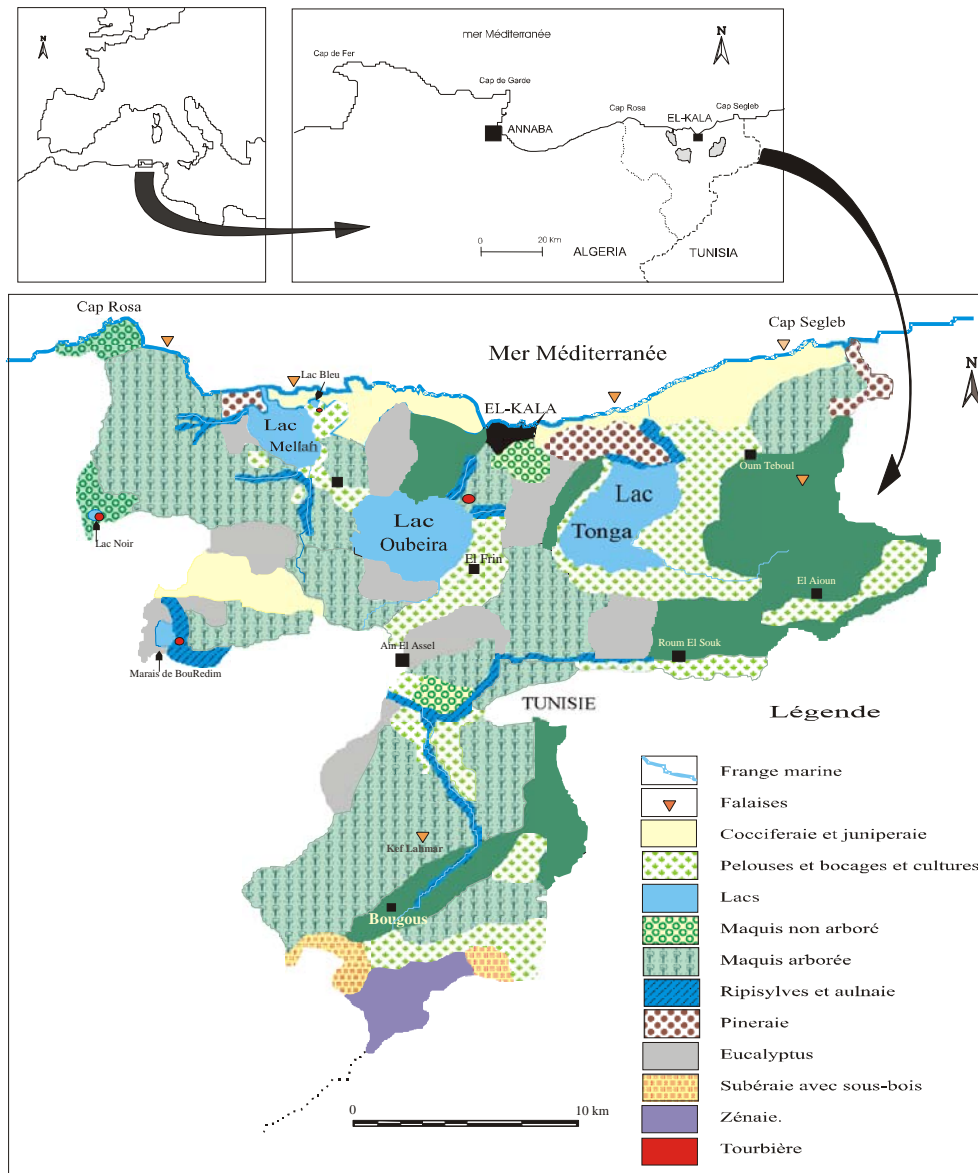 N
mer Méditerranée
Cap de Fer
N
Cap de Garde
Cap Rosa
Cap Segleb
EL-KALA
ANNABA
0 20 Km
ALGERIA
TUNISIA
Cap Rosa
Cap Segleb
Mer Méditerranée
N
Lac Bleu
EL-KALA
Lac
Mellah
Oum Teboul
Lac
Tonga
Lac
Oubeira
Lac Noir
El Frin
El Aioun
Ain El Assel
Roum El Souk
Marais de BouRedim
TUNISIE
Légende
Frange marine
Falaises
Cocciferaie et juniperaie
Kef Lahmar
Pelouses et bocages et cultures
Lacs
Bougous
Maquis non arboré
Maquis arborée
Ripisylves et aulnaie
Pineraie
Eucalyptus
Subéraie avec sous-bois
0 10 km
Zénaie.
Tourbière